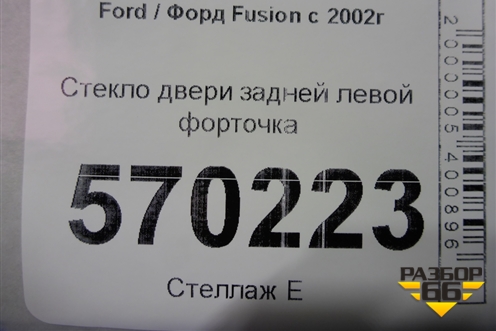 Ford / Форд Fusion с 2002г
Стекло двери задней левой
форточка
570223
Стеллаж Е
2000005400896
РАЗБОР
66